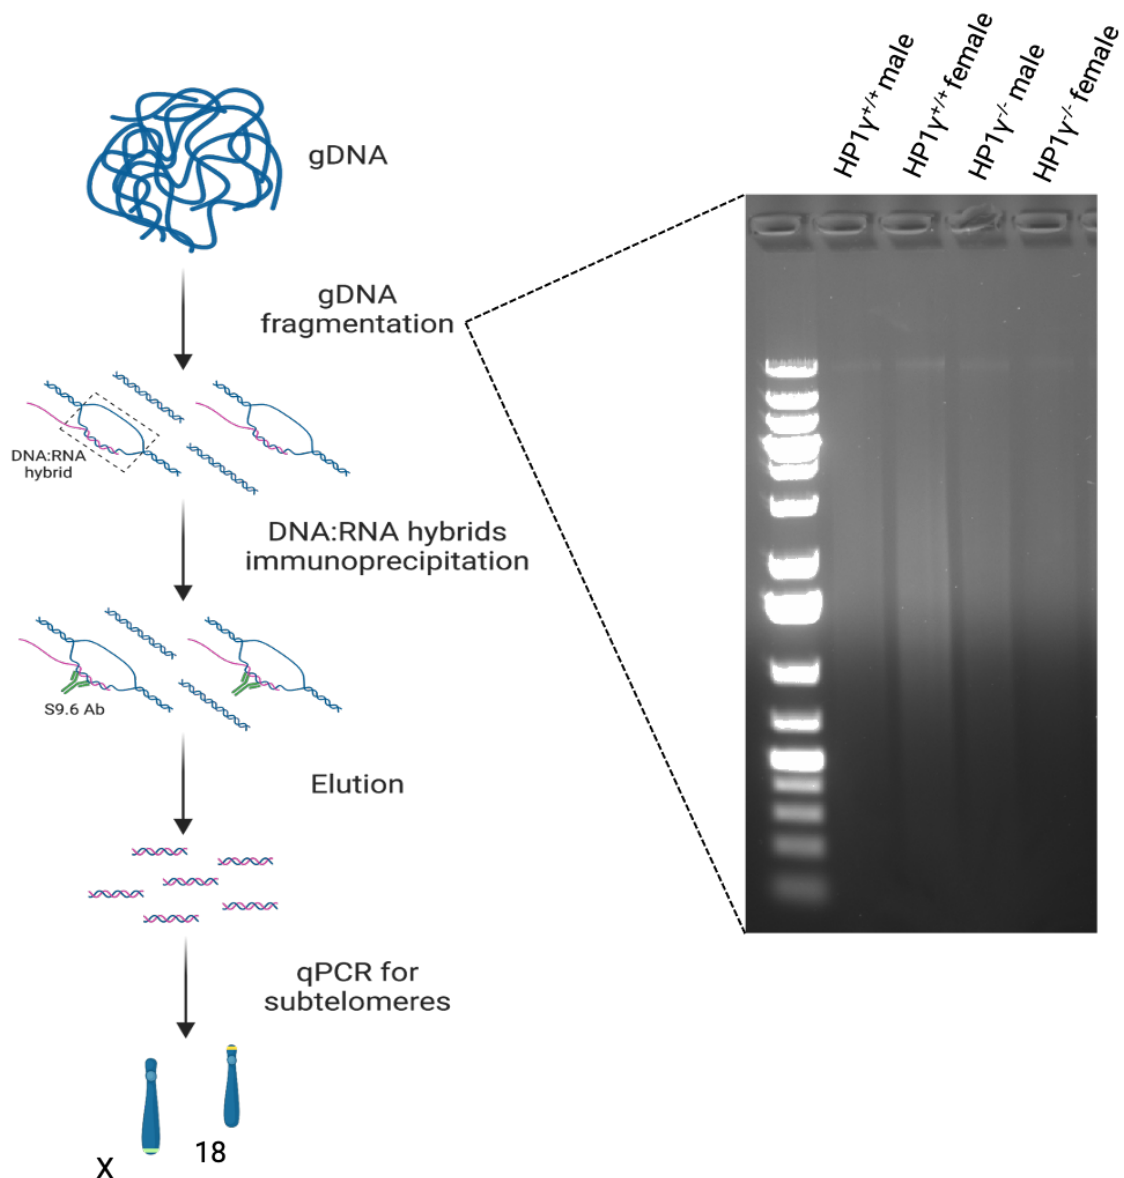 HP1γ+/+ male
HP1γ+/+ female
HP1γ-/- male
HP1γ-/- female
gDNA
gDNA
fragmentation
DNA:RNA
hybrid
DNA:RNA hybrids
immunoprecipitation
S9.6 Ab
Elution
qPCR for
subtelomeres
X
18